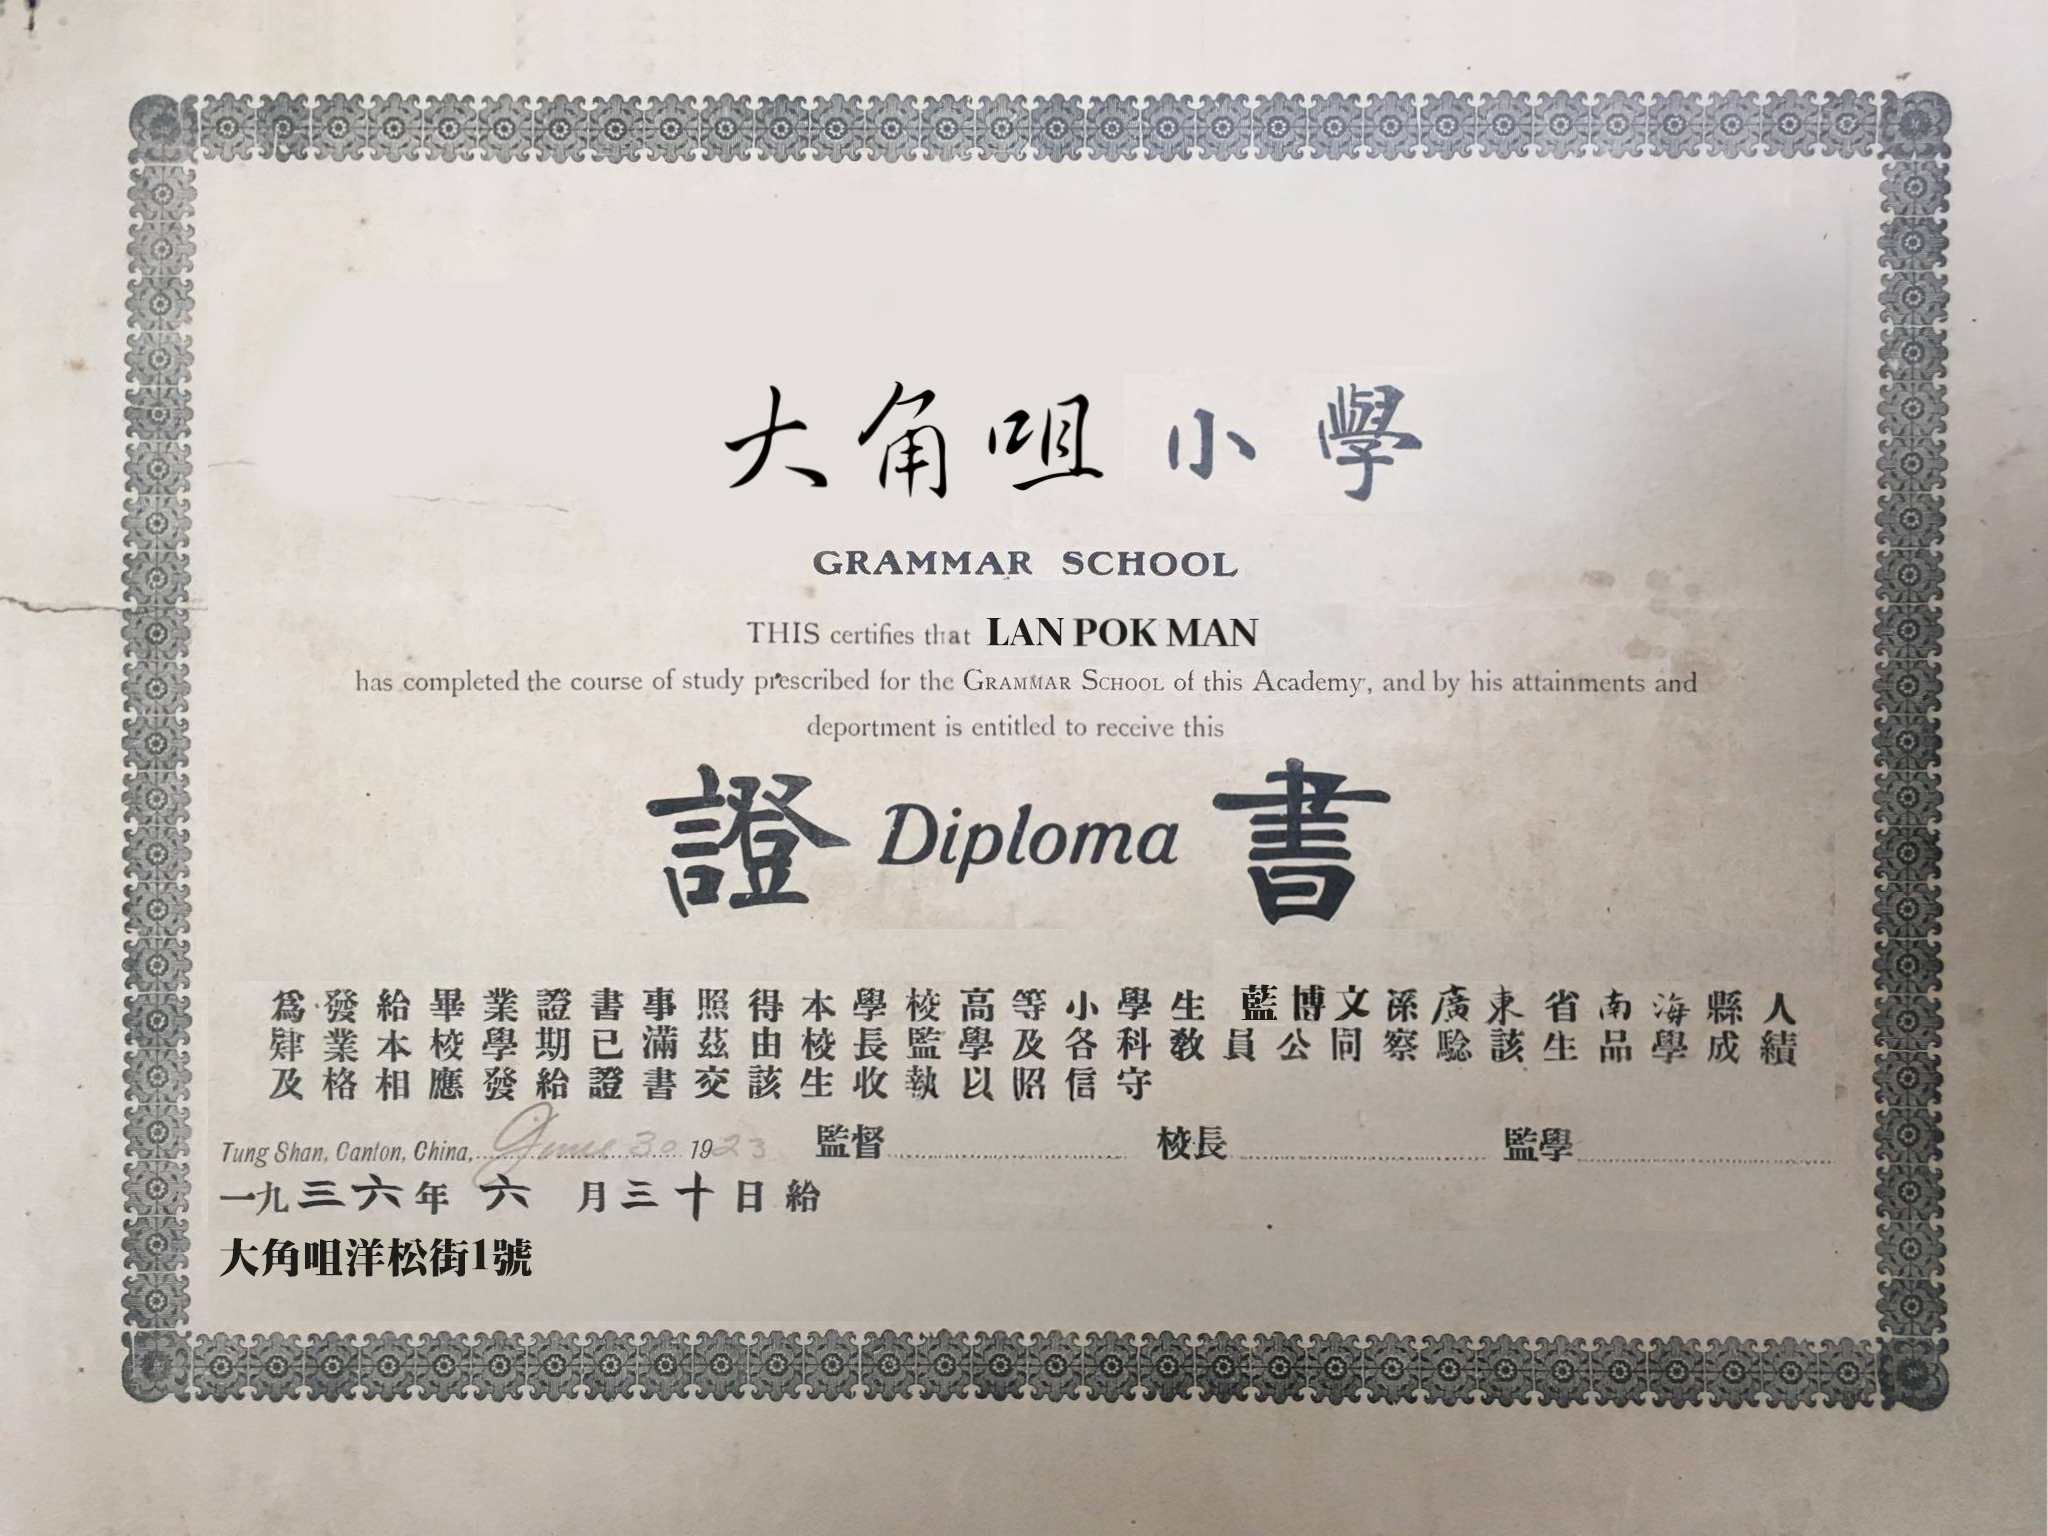 大角咀小學
GRAMMAR SCHOOL
THIS certifies that LAN POK MAN
has completed the course of study prescribed for the GRAMMAR SCHOOL of this Academy, and by his attainments and
department is entitled to receive this
證 Diploma 書
爲發給畢業證書事照得本學校高等小學生 藍博文係廣東省南海縣人
肄業本校學期已滿茲由校長監學及各科教員公同察驗該生品學成績
及格相應發給證書交該生收執以昭信守
Tung Shan, Canton, China, June 30 1923 監督 校長 監學
一九三六年 六 月三十日給
大角咀洋松街1號